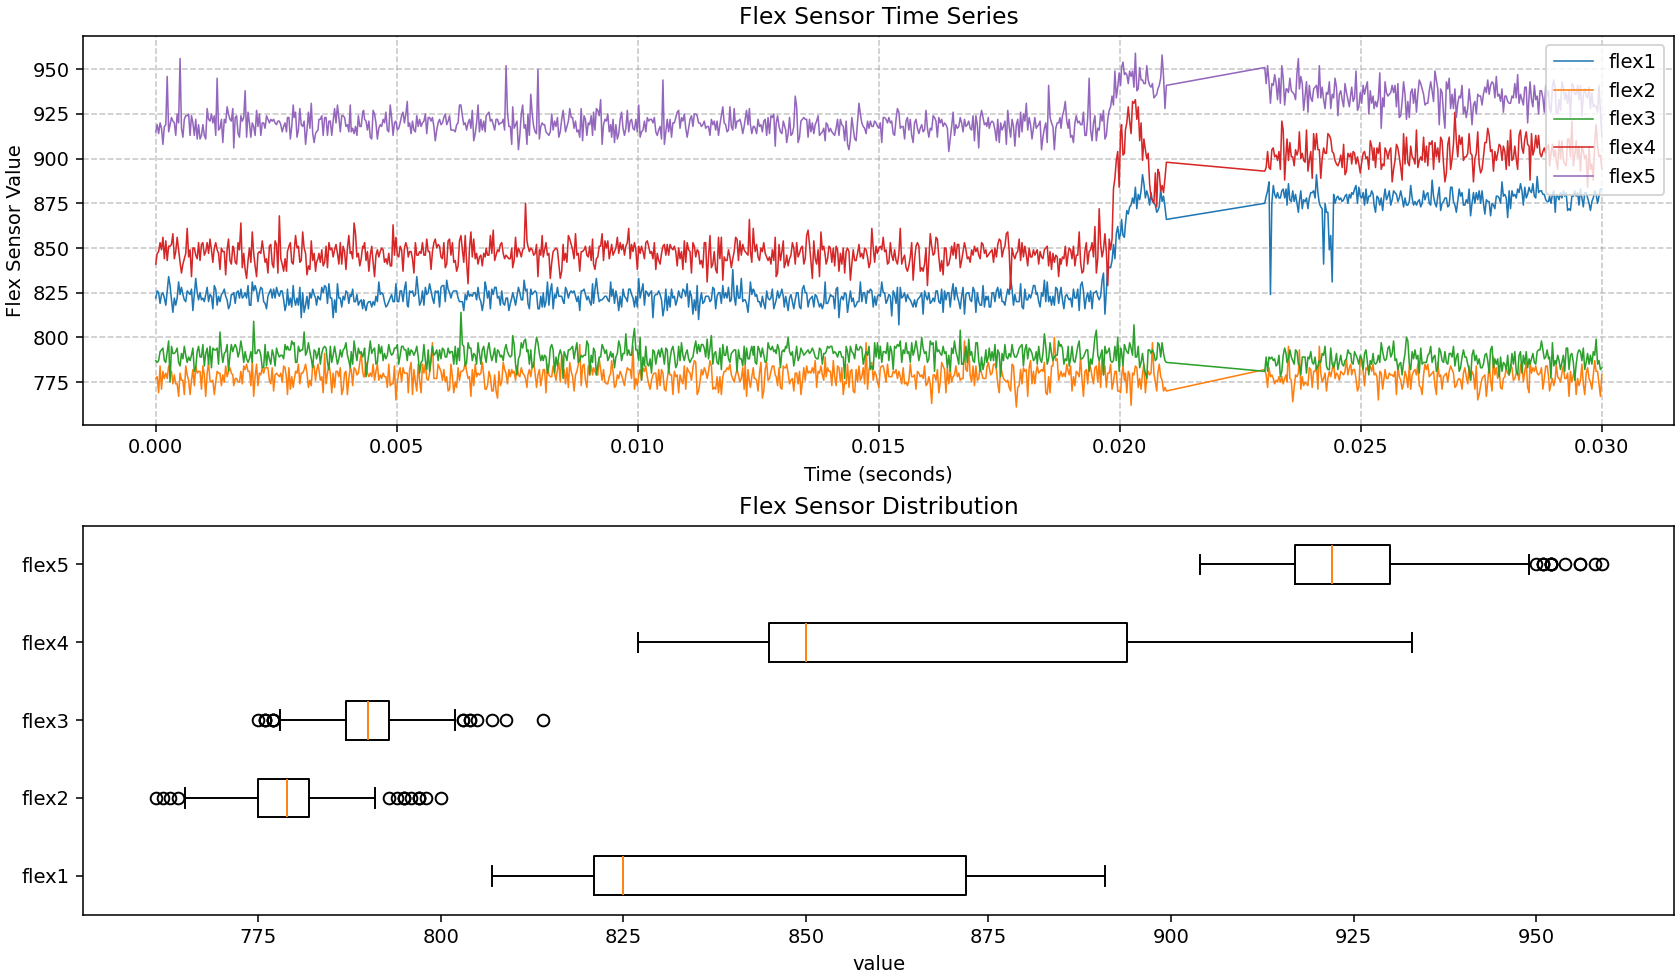 Flex Sensor Time Series
Flex Sensor Value
950
925
900
875
850
825
800
775
flex1
flex2
flex3
flex4
flex5
0.000 0.005 0.010 0.015 0.020 0.025 0.030
Time (seconds)
Flex Sensor Distribution
flex5
flex4
flex3
flex2
flex1
775 800 825 850 875 900 925 950
value